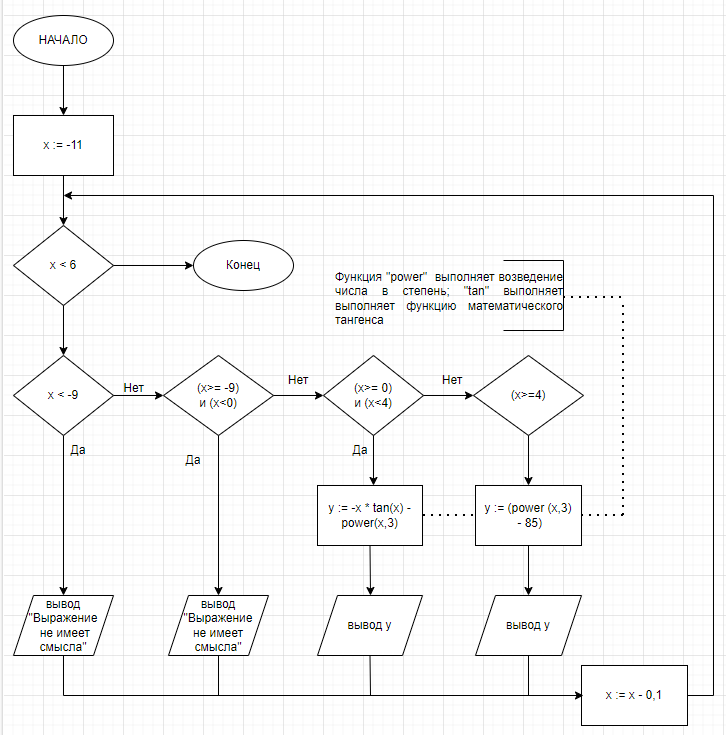 НАЧАЛО
x := -11
x < 6
Конец
Функция "power" выполняет возведение
числа в степень; "tan" выполняет
выполняет функцию математического
тангенса
x < -9
Нет
(x>= -9)
и (x<0)
Нет
(x>= 0)
и (x<4)
Нет
(x>=4)
Да
Да
Да
y := -x * tan(x) -
power(x,3)
y := (power (x,3)
- 85)
вывод
"Выражение
не имеет
смысла"
вывод
"Выражение
не имеет
смысла"
вывод y
вывод y
x := x - 0,1